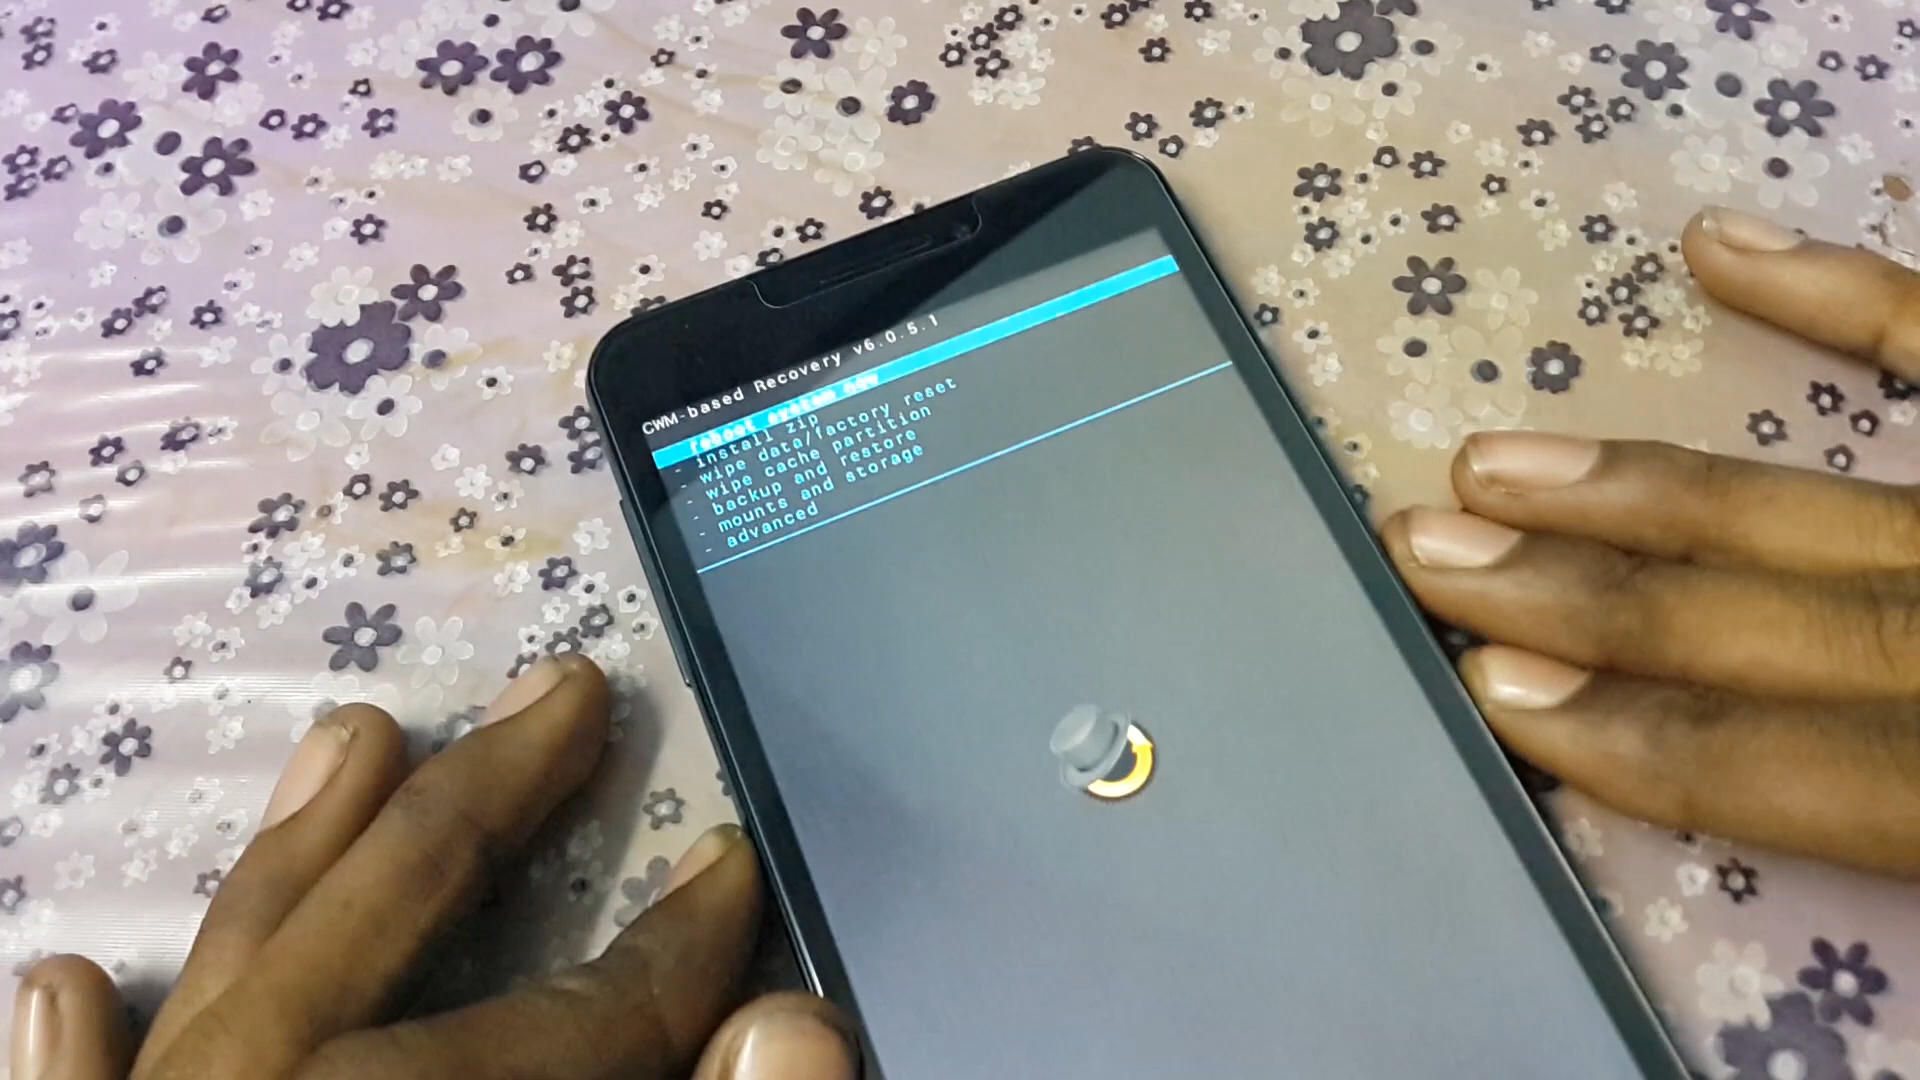 CWM-based Recovery v6.0.5.1
- reboot system now
- install zip
- wipe data/factory reset
- wipe cache partition
- backup and restore
- mounts and storage
- advanced